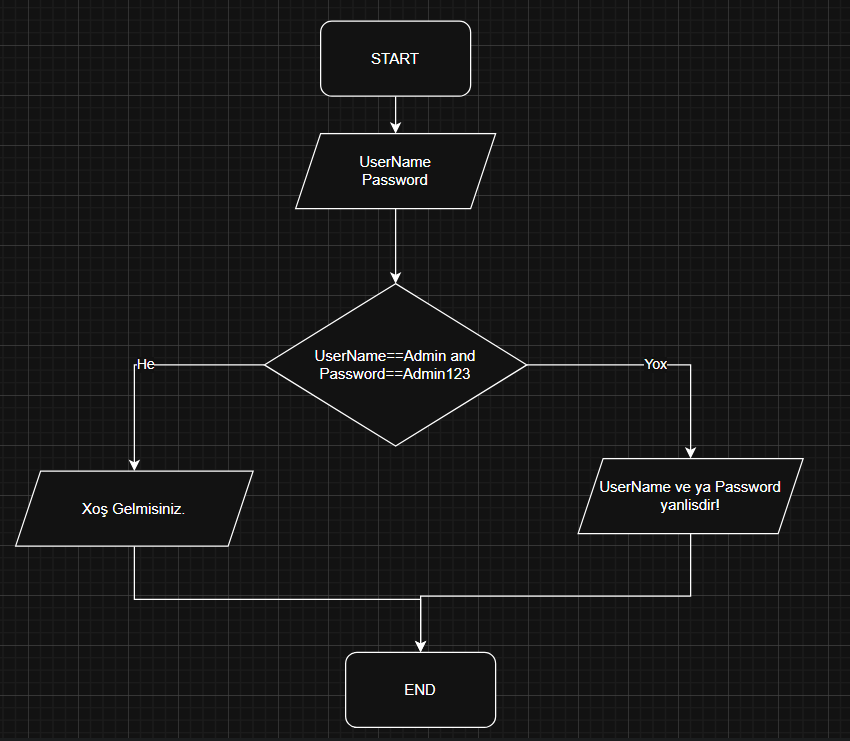 START
UserName
Password
UserName==Admin and
Password==Admin123
He
Yox
Xoş Gelmisiniz.
UserName ve ya Password
yanlisdir!
END